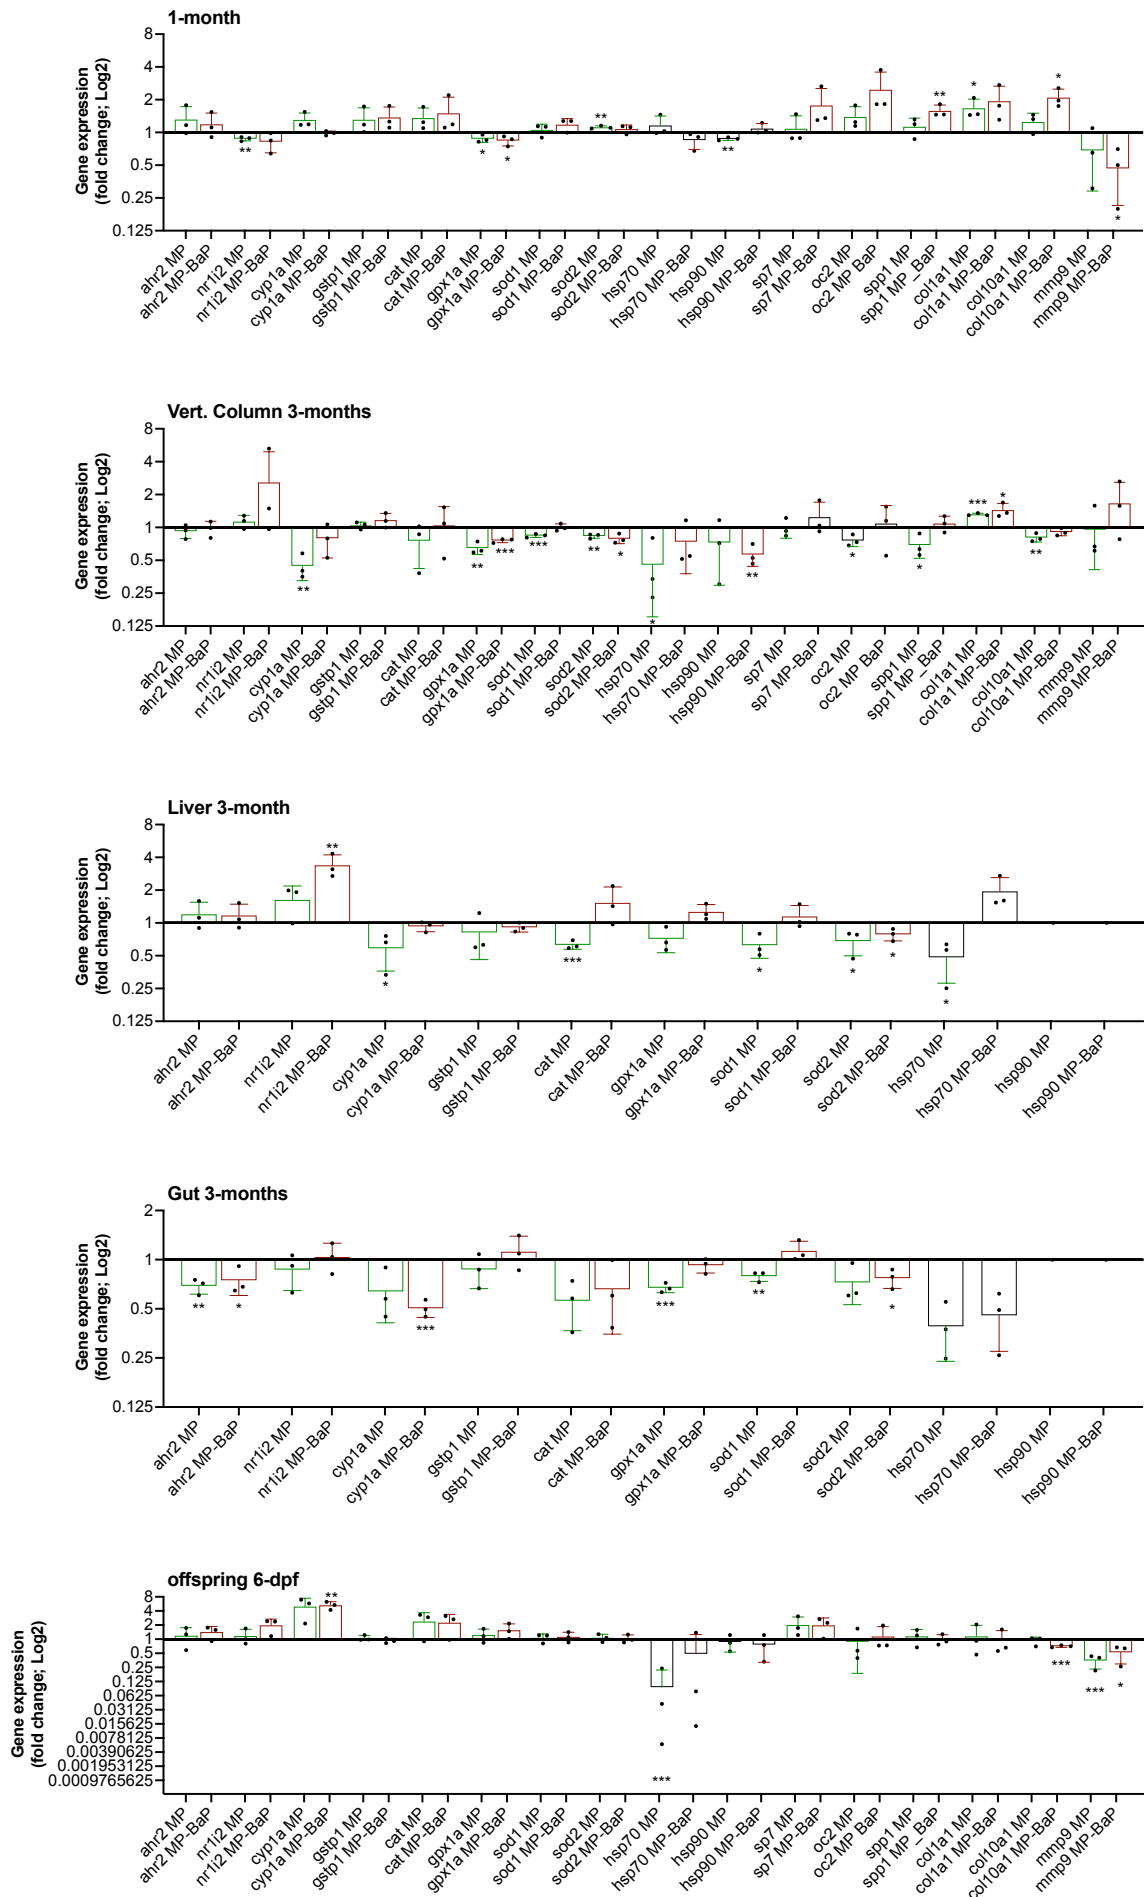 1-month
Gene expression
(fold change; Log2)
8
4
2
1
0.5
0.25
0.125
** * * ** ** ** * * *
ahr2 MP
ahr2 MP-BaP
nr1i2 MP
nr1i2 MP-BaP
cyp1a MP
cyp1a MP-BaP
gstp1 MP
gstp1 MP-BaP
cat MP
cat MP-BaP
gpx1a MP
gpx1a MP-BaP
sod1 MP
sod1 MP-BaP
sod2 MP
sod2 MP-BaP
hsp70 MP
hsp70 MP-BaP
hsp90 MP
hsp90 MP-BaP
sp7 MP
sp7 MP-BaP
oc2 MP
oc2 MP BaP
spp1 MP
spp1 MP_BaP
col1a1 MP
col1a1 MP-BaP
col10a1 MP
col10a1 MP-BaP
mmp9 MP
mmp9 MP-BaP
Vert. Column 3-months
Gene expression
(fold change; Log2)
8
4
2
1
0.5
0.25
0.125
** ** *** *** ** * * ** * * *** * **
ahr2 MP
ahr2 MP-BaP
nr1i2 MP
nr1i2 MP-BaP
cyp1a MP
cyp1a MP-BaP
gstp1 MP
gstp1 MP-BaP
cat MP
cat MP-BaP
gpx1a MP
gpx1a MP-BaP
sod1 MP
sod1 MP-BaP
sod2 MP
sod2 MP-BaP
hsp70 MP
hsp70 MP-BaP
hsp90 MP
hsp90 MP-BaP
sp7 MP
sp7 MP-BaP
oc2 MP
oc2 MP BaP
spp1 MP
spp1 MP_BaP
col1a1 MP
col1a1 MP-BaP
col10a1 MP
col10a1 MP-BaP
mmp9 MP
mmp9 MP-BaP
Liver 3-month
Gene expression
(fold change; Log2)
8
4
2
1
0.5
0.25
0.125
** * *** * * * *
ahr2 MP
ahr2 MP-BaP
nr1i2 MP
nr1i2 MP-BaP
cyp1a MP
cyp1a MP-BaP
gstp1 MP
gstp1 MP-BaP
cat MP
cat MP-BaP
gpx1a MP
gpx1a MP-BaP
sod1 MP
sod1 MP-BaP
sod2 MP
sod2 MP-BaP
hsp70 MP
hsp70 MP-BaP
hsp90 MP
hsp90 MP-BaP
Gut 3-months
Gene expression
(fold change; Log2)
2
1
0.5
0.25
0.125
** * *** *** ** *
ahr2 MP
ahr2 MP-BaP
nr1i2 MP
nr1i2 MP-BaP
cyp1a MP
cyp1a MP-BaP
gstp1 MP
gstp1 MP-BaP
cat MP
cat MP-BaP
gpx1a MP
gpx1a MP-BaP
sod1 MP
sod1 MP-BaP
sod2 MP
sod2 MP-BaP
hsp70 MP
hsp70 MP-BaP
hsp90 MP
hsp90 MP-BaP
offspring 6-dpf
Gene expression
(fold change; Log2)
8
4
2
1
0.5
0.25
0.125
0.0625
0.03125
0.015625
0.0078125
0.00390625
0.001953125
0.0009765625
** *** *** *** *
ahr2 MP
ahr2 MP-BaP
nr1i2 MP
nr1i2 MP-BaP
cyp1a MP
cyp1a MP-BaP
gstp1 MP
gstp1 MP-BaP
cat MP
cat MP-BaP
gpx1a MP
gpx1a MP-BaP
sod1 MP
sod1 MP-BaP
sod2 MP
sod2 MP-BaP
hsp70 MP
hsp70 MP-BaP
hsp90 MP
hsp90 MP-BaP
sp7 MP
sp7 MP-BaP
oc2 MP
oc2 MP BaP
spp1 MP
spp1 MP_BaP
col1a1 MP
col1a1 MP-BaP
col10a1 MP
col10a1 MP-BaP
mmp9 MP
mmp9 MP-BaP